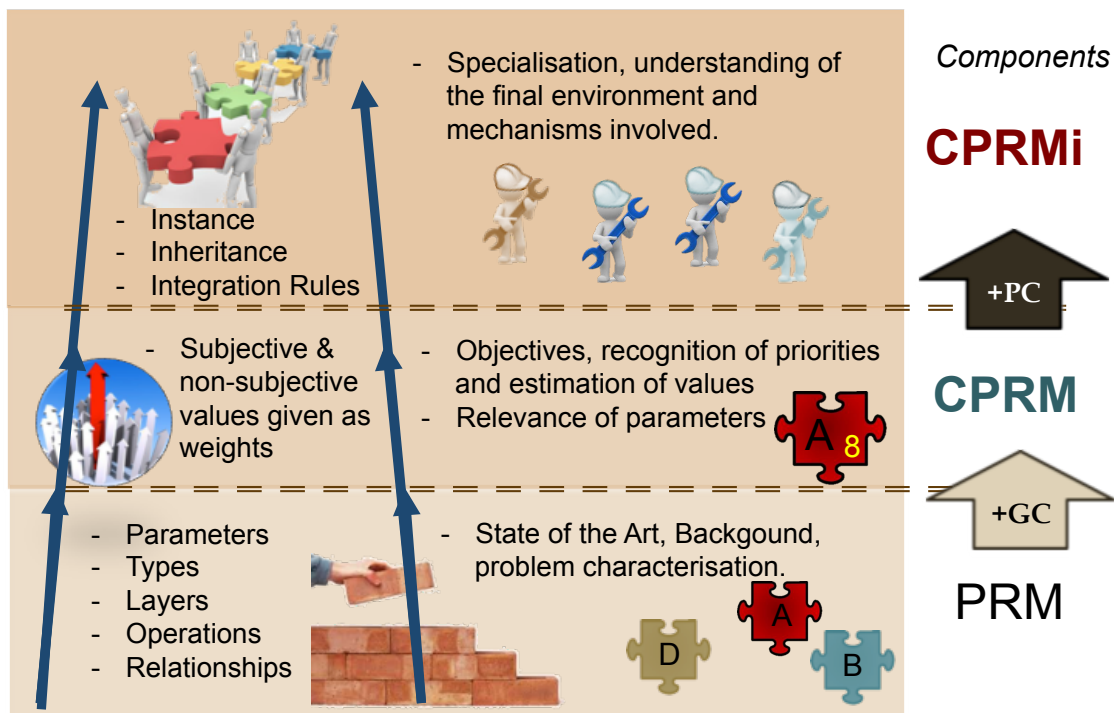 Components
- Specialisation, understanding of
the final environment and
mechanisms involved.
CPRMi
- Instance
- Inheritance
- Integration Rules
+PC
- Subjective &
non-subjective
values given as
weights
- Objectives, recognition of priorities
and estimation of values
- Relevance of parameters
A 8
CPRM
+GC
- Parameters
- Types
- Layers
- Operations
- Relationships
- State of the Art, Backgound,
problem characterisation.
A
D
B
PRM